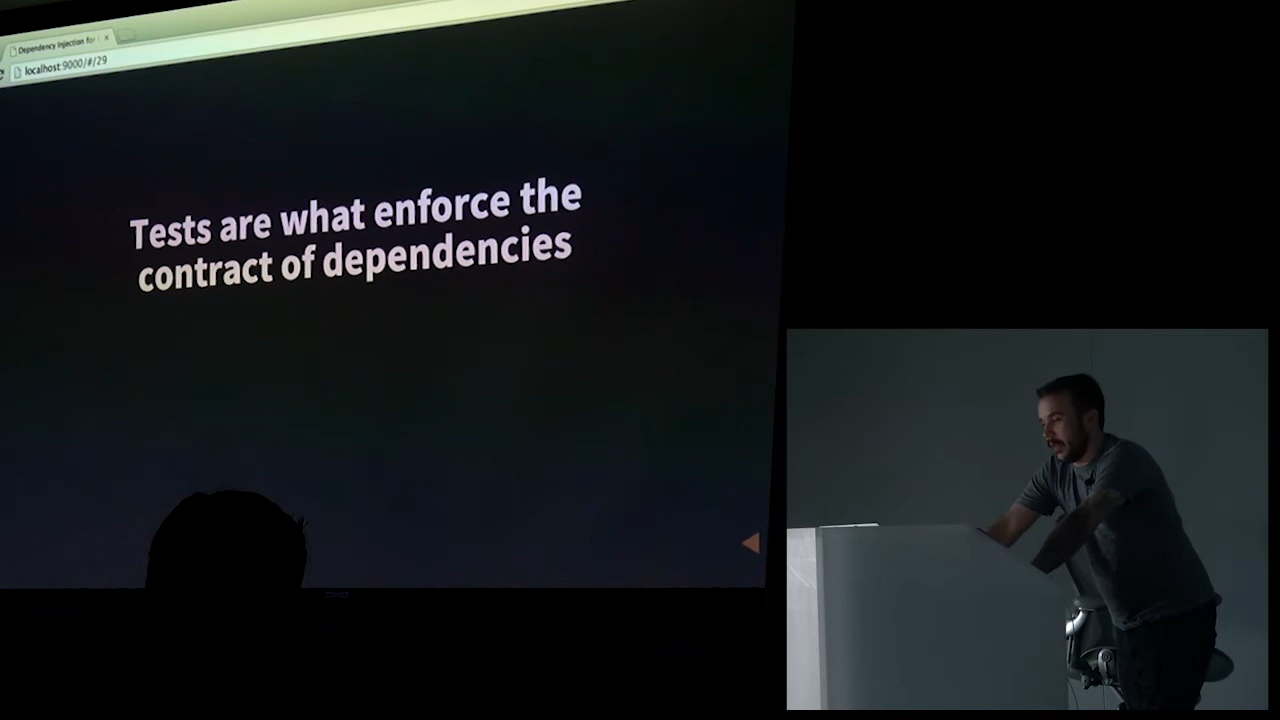 Dependency Injection for
localhost:9000/#/29
Tests are what enforce the
contract of dependencies